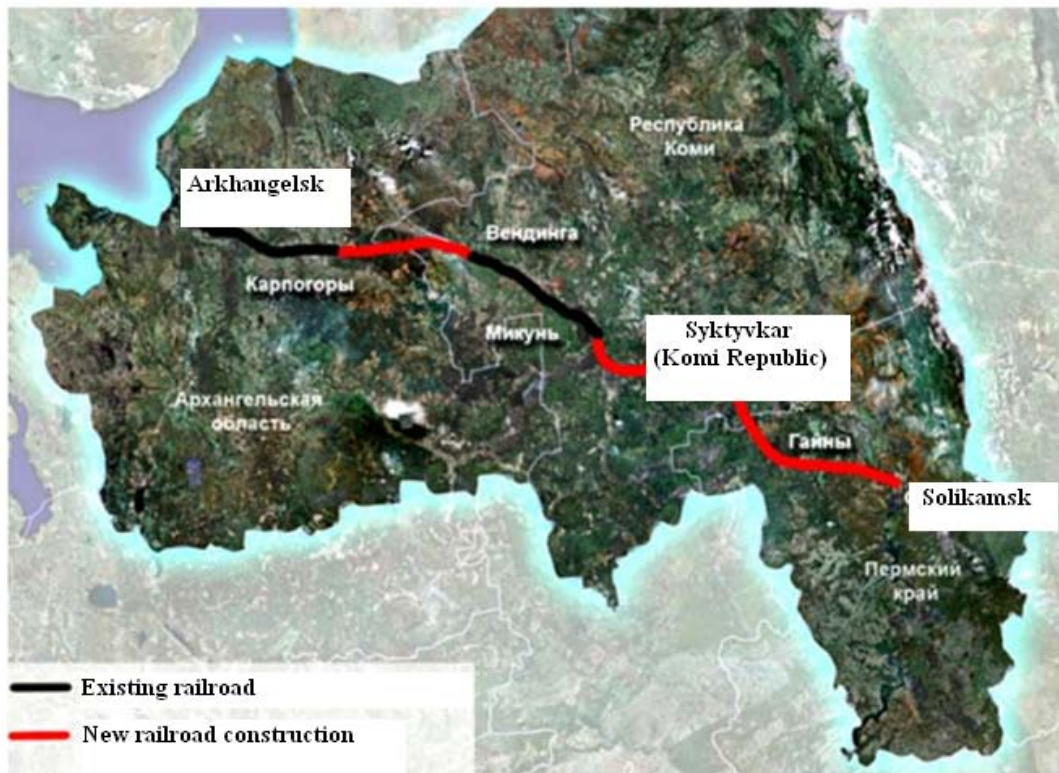 Республика
Коми
Arkhangelsk
Вендинга
Карпогоры
Микунь
Syktyvkar
(Komi Republic)
Архангельская
область
Гайны
Solikamsk
Пермский
край
Existing railroad
New railroad construction